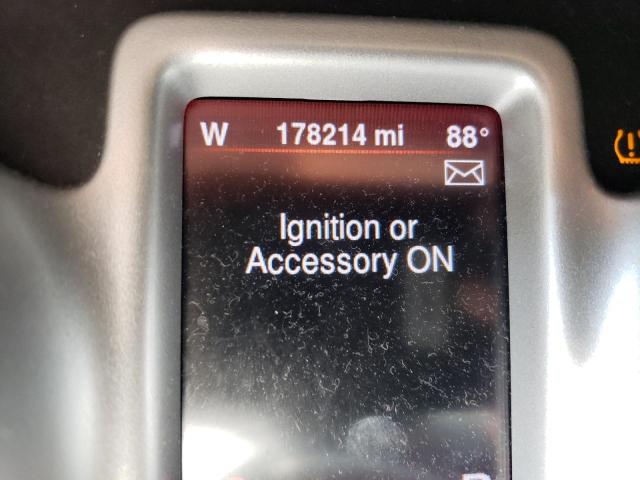 W 178214 mi 88°
Ignition or
Accessory ON